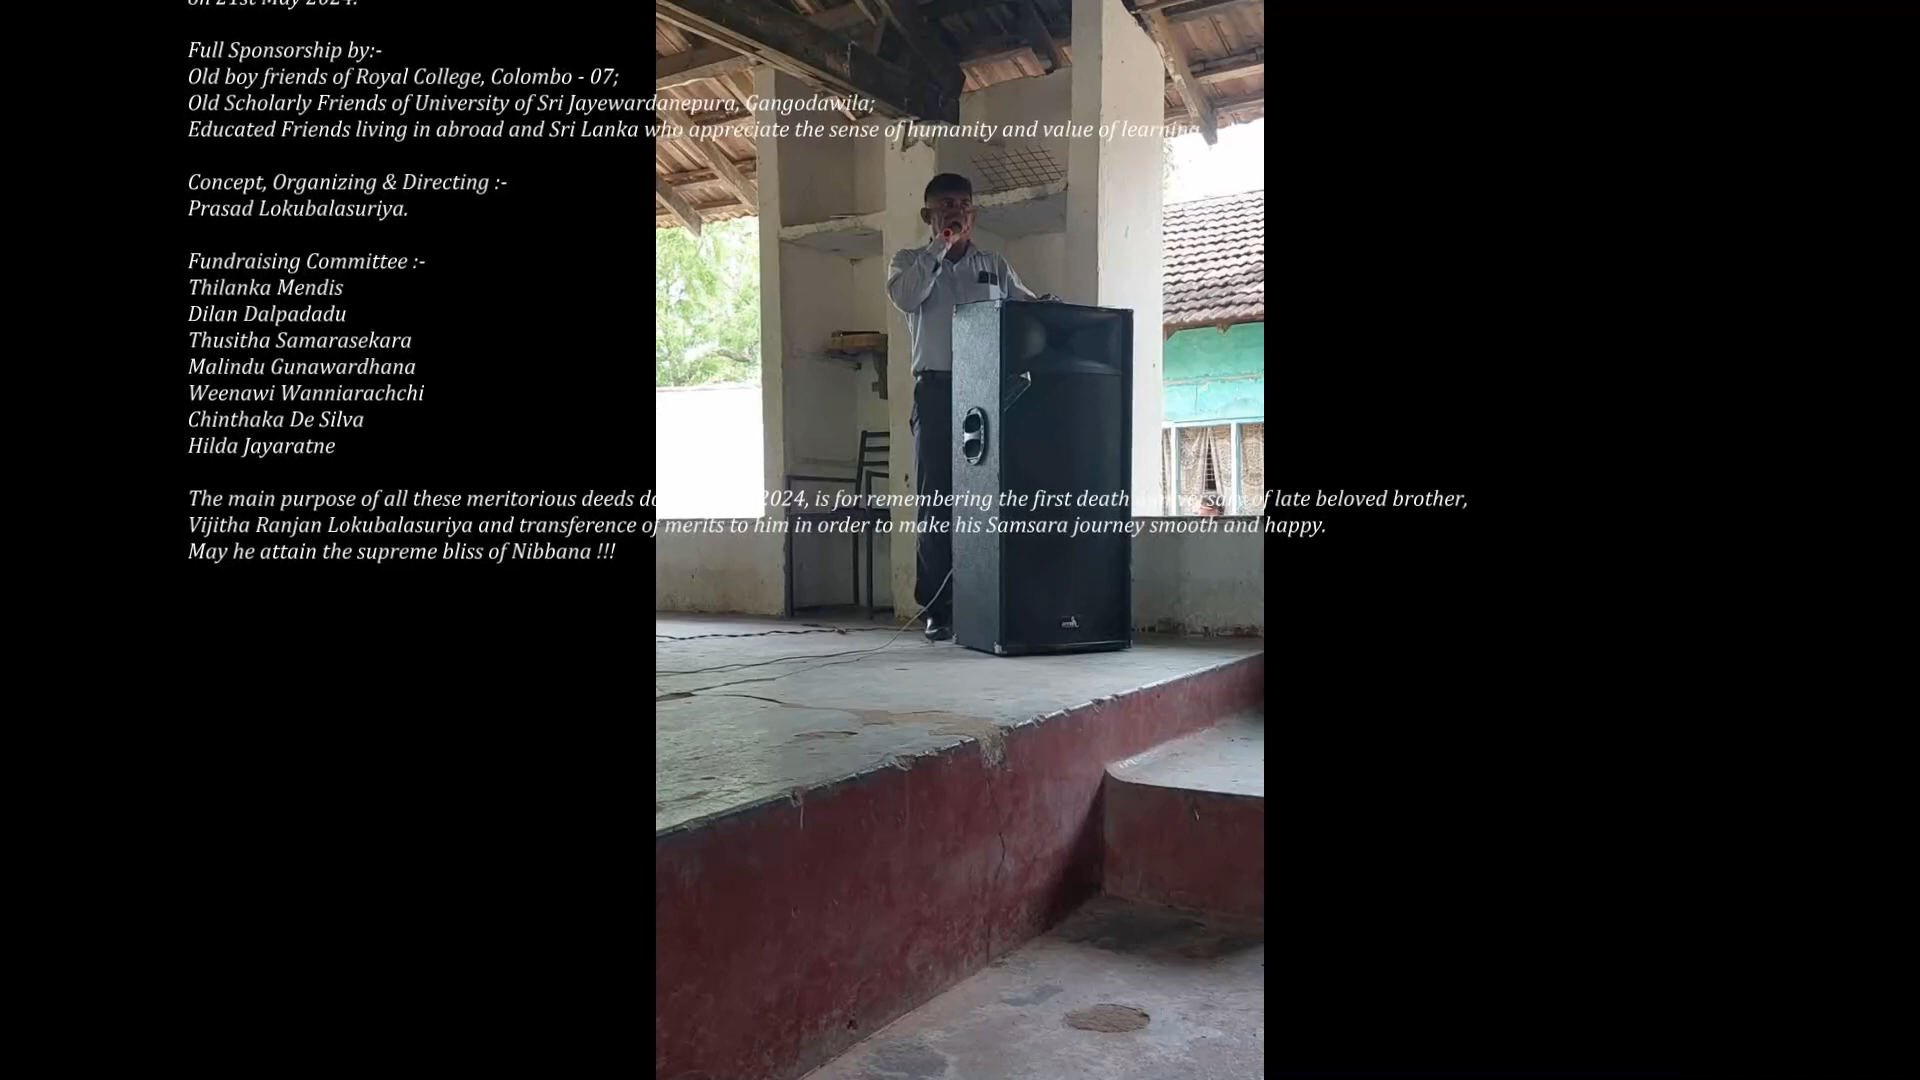 on 21st May 2024.
Full Sponsorship by:-
Old boy friends of Royal College, Colombo - 07;
Old Scholarly Friends of University of Sri Jayewardanepura, Gangodawila;
Educated Friends living in abroad and Sri Lanka who appreciate the sense of humanity and value of learning
Concept, Organizing & Directing :-
Prasad Lokubalasuriya.
Fundraising Committee :-
Thilanka Mendis
Dilan Dalpadadu
Thusitha Samarasekara
Malindu Gunawardhana
Weenawi Wanniarachchi
Chinthaka De Silva
Hilda Jayaratne
The main purpose of all these meritorious deeds 2024, is for remembering the first death anniversary of late beloved brother,
Vijitha Ranjan Lokubalasuriya and transference of merits to him in order to make his Samsara journey smooth and happy.
May he attain the supreme bliss of Nibbana !!!